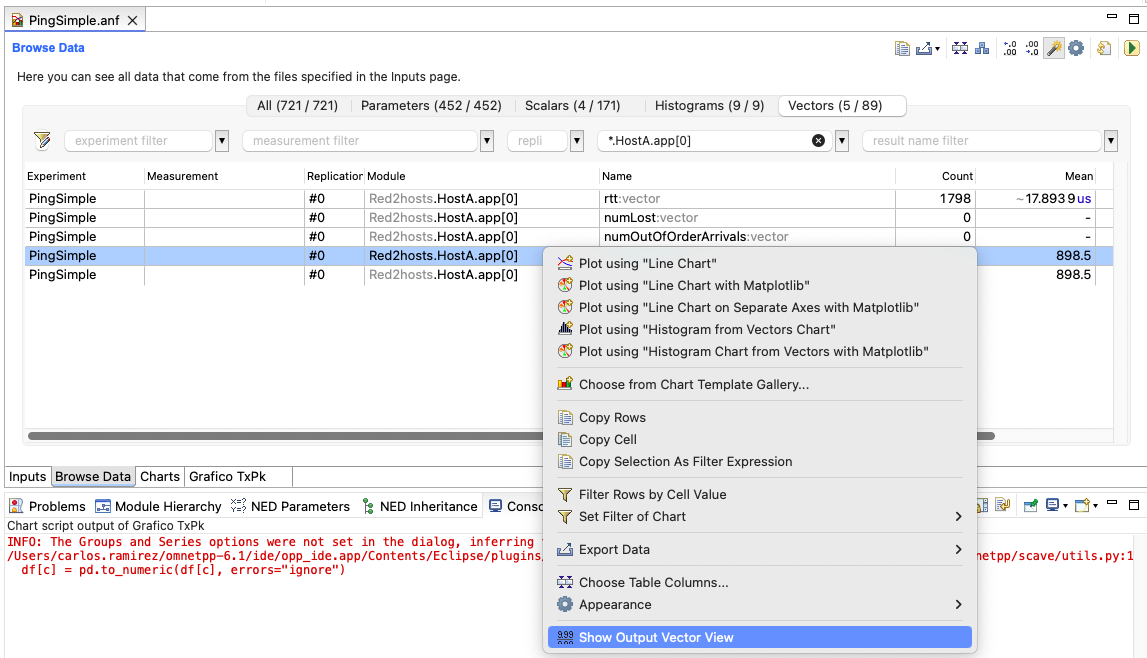 PingSimple.anf
Browse Data
Here you can see all data that come from the files specified in the Inputs page.
All (721 / 721) Parameters (452 / 452) Scalars (4 / 171) Histograms (9 / 9) Vectors (5 / 89)
experiment filter measurement filter repli *.HostA.app[0] result name filter
Experiment Measurement Replication Module Name Count Mean
PingSimple #0 Red2hosts.HostA.app[0] rtt:vector 1798 ~17.8939us
PingSimple #0 Red2hosts.HostA.app[0] numLost:vector 0 -
PingSimple #0 Red2hosts.HostA.app[0] numOutOfOrderArrivals:vector 0 -
PingSimple #0 Red2hosts.HostA.app[0] 898.5
PingSimple #0 Red2hosts.HostA.app[0] 898.5
Plot using "Line Chart"
Plot using "Line Chart with Matplotlib"
Plot using "Line Chart on Separate Axes with Matplotlib"
Plot using "Histogram from Vectors Chart"
Plot using "Histogram Chart from Vectors with Matplotlib"
Choose from Chart Template Gallery...
Copy Rows
Copy Cell
Copy Selection As Filter Expression
Filter Rows by Cell Value
Set Filter of Chart
Export Data
Choose Table Columns...
Appearance
Show Output Vector View
Inputs Browse Data Charts Grafico TxPk
Problems Module Hierarchy NED Parameters NED Inheritance Conso
Chart script output of Grafico TxPk
INFO: The Groups and Series options were not set in the dialog, inferring
/Users/carlos.ramirez/omnetpp-6.1/ide/opp_ide.app/Contents/Eclipse/plugins/ netpp/scave/utils.py:1
df[c] = pd.to_numeric(df[c], errors="ignore")